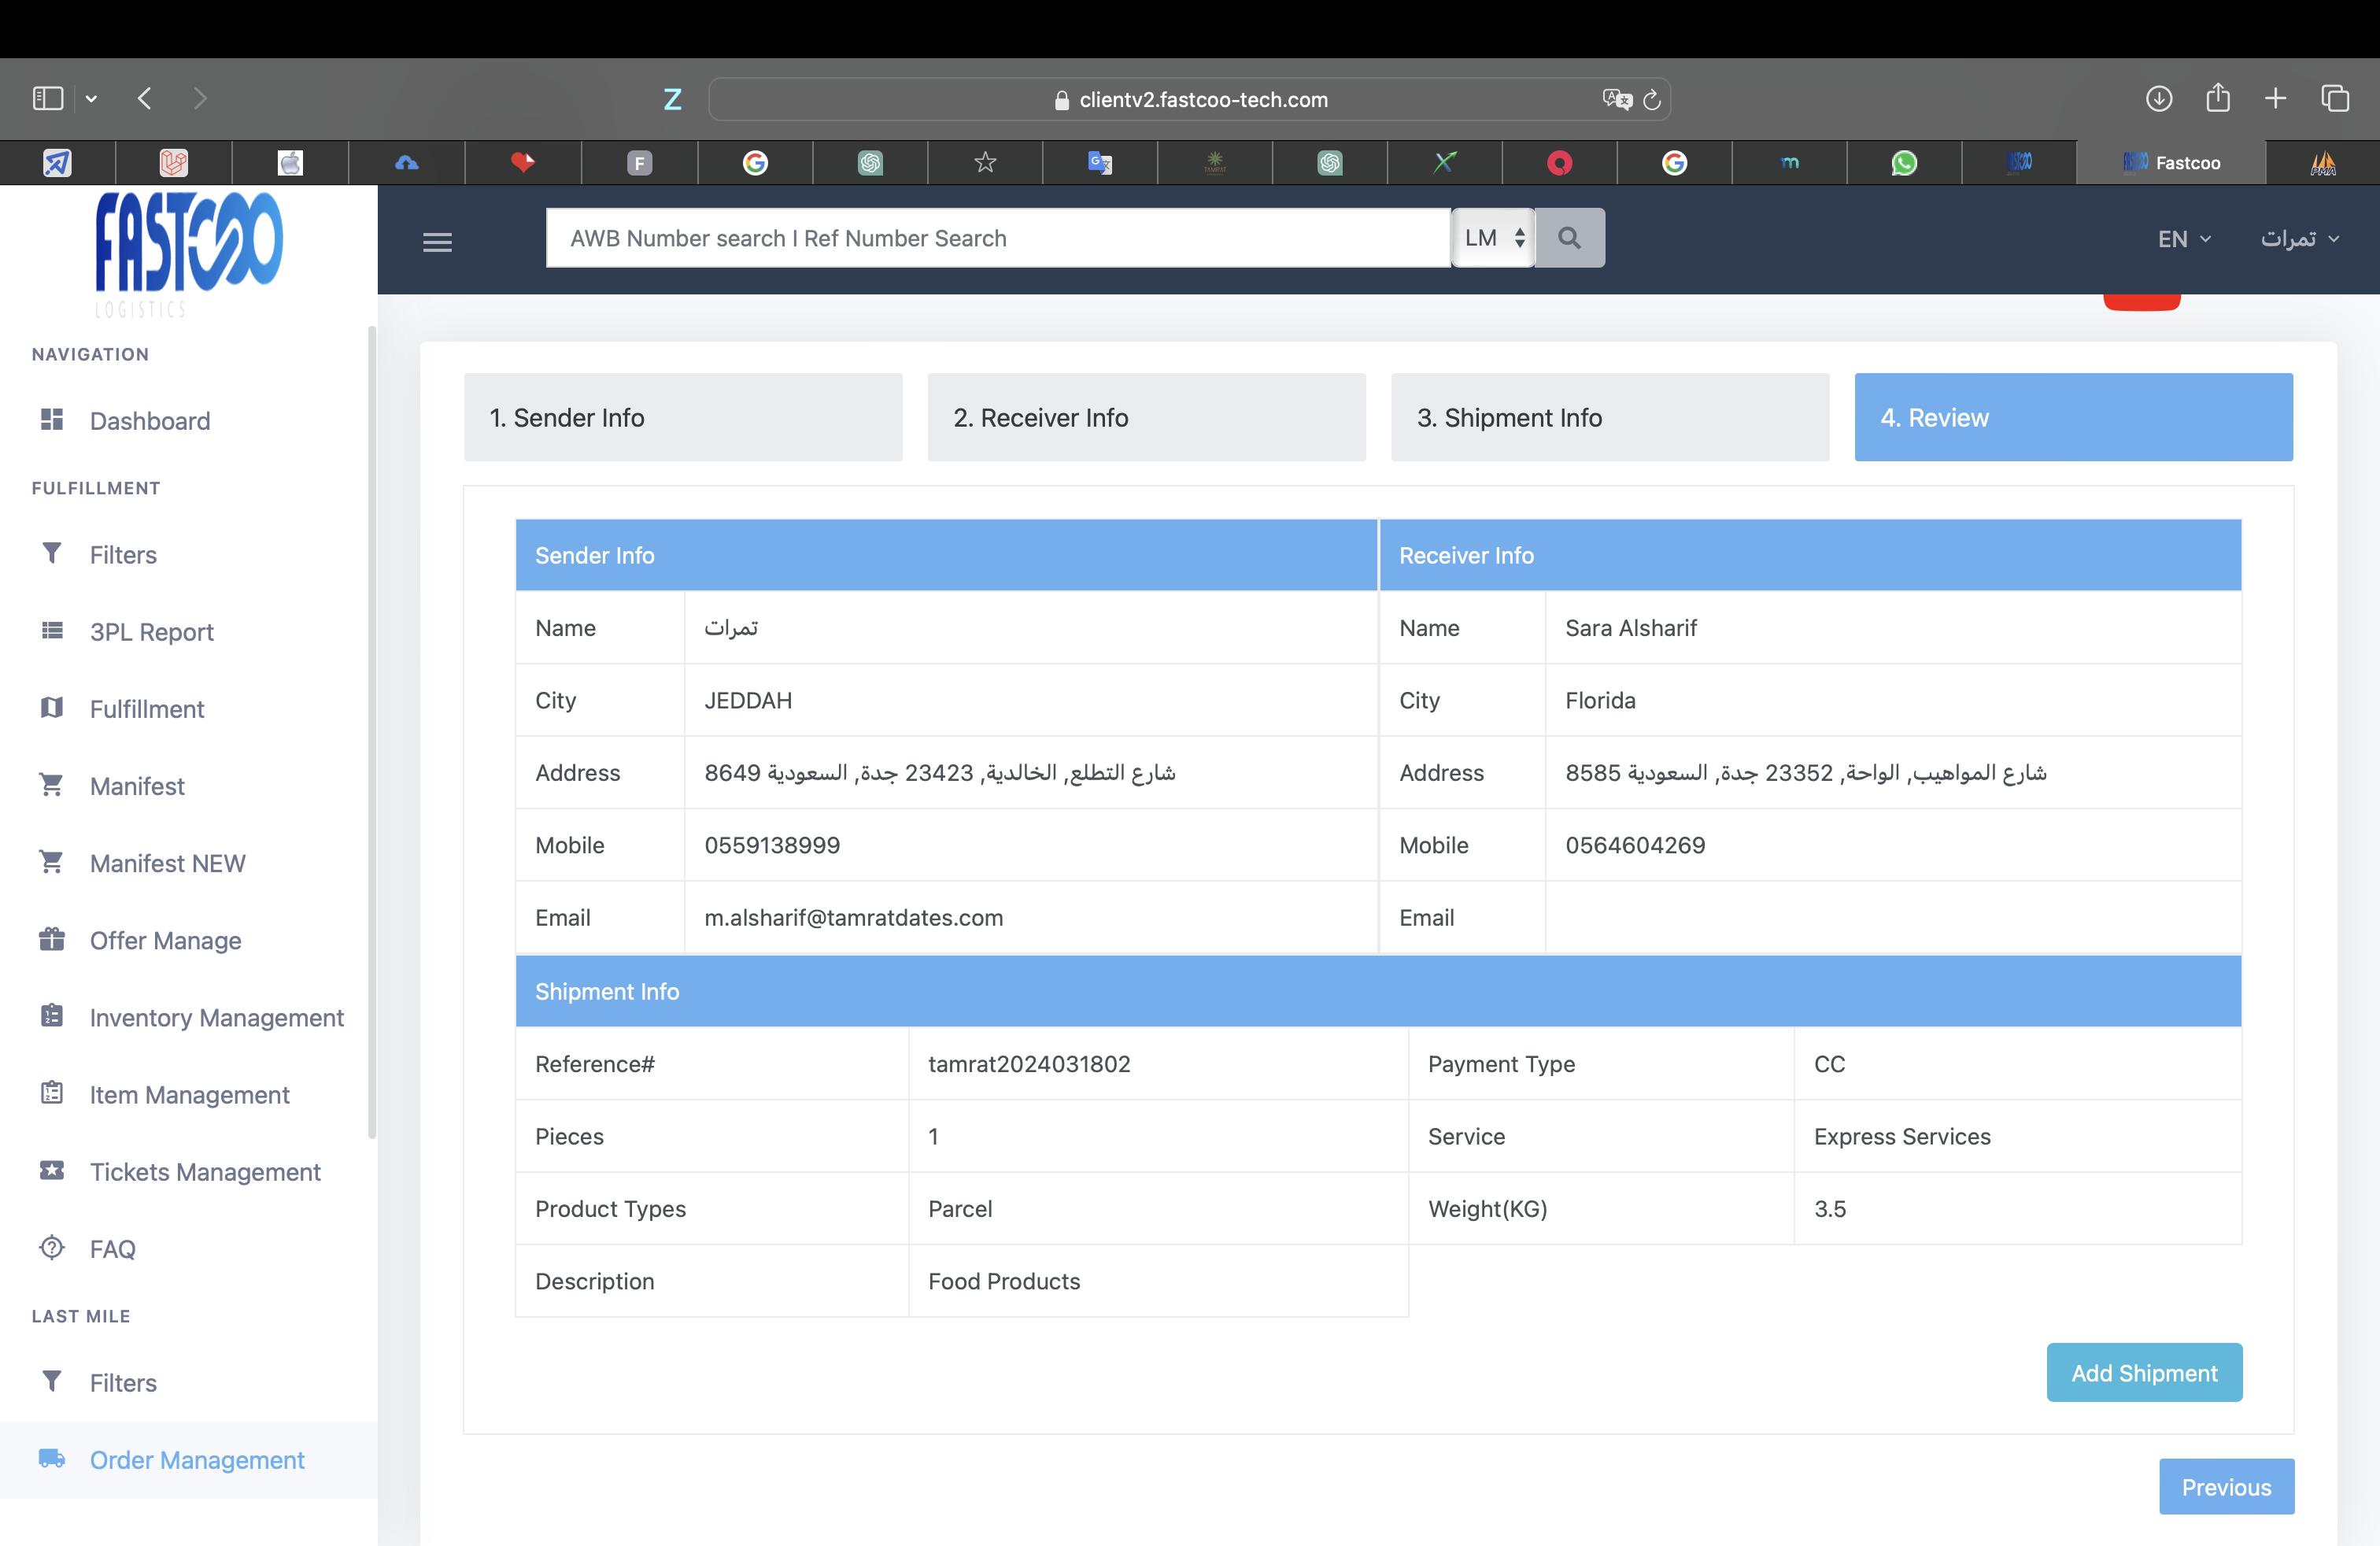 clientv2.fastcoo-tech.com
Fastcoo
FASTCOO
LOGISTICS
AWB Number search I Ref Number Search
LM
EN
تمرات
NAVIGATION
Dashboard
FULFILLMENT
Filters
3PL Report
Fulfillment
Manifest
Manifest NEW
Offer Manage
Inventory Management
Item Management
Tickets Management
FAQ
LAST MILE
Filters
Order Management
1. Sender Info
2. Receiver Info
3. Shipment Info
4. Review
Sender Info
Name تمرات
City JEDDAH
Address شارع التطلع, الخالدية, 23423 جدة, السعودية 8649
Mobile 0559138999
Email m.alsharif@tamratdates.com
Receiver Info
Name Sara Alsharif
City Florida
Address شارع المواهيب, الواحة, 23352 جدة, السعودية 8585
Mobile 0564604269
Email
Shipment Info
Reference# tamrat2024031802 Payment Type CC
Pieces 1 Service Express Services
Product Types Parcel Weight(KG) 3.5
Description Food Products
Add Shipment
Previous